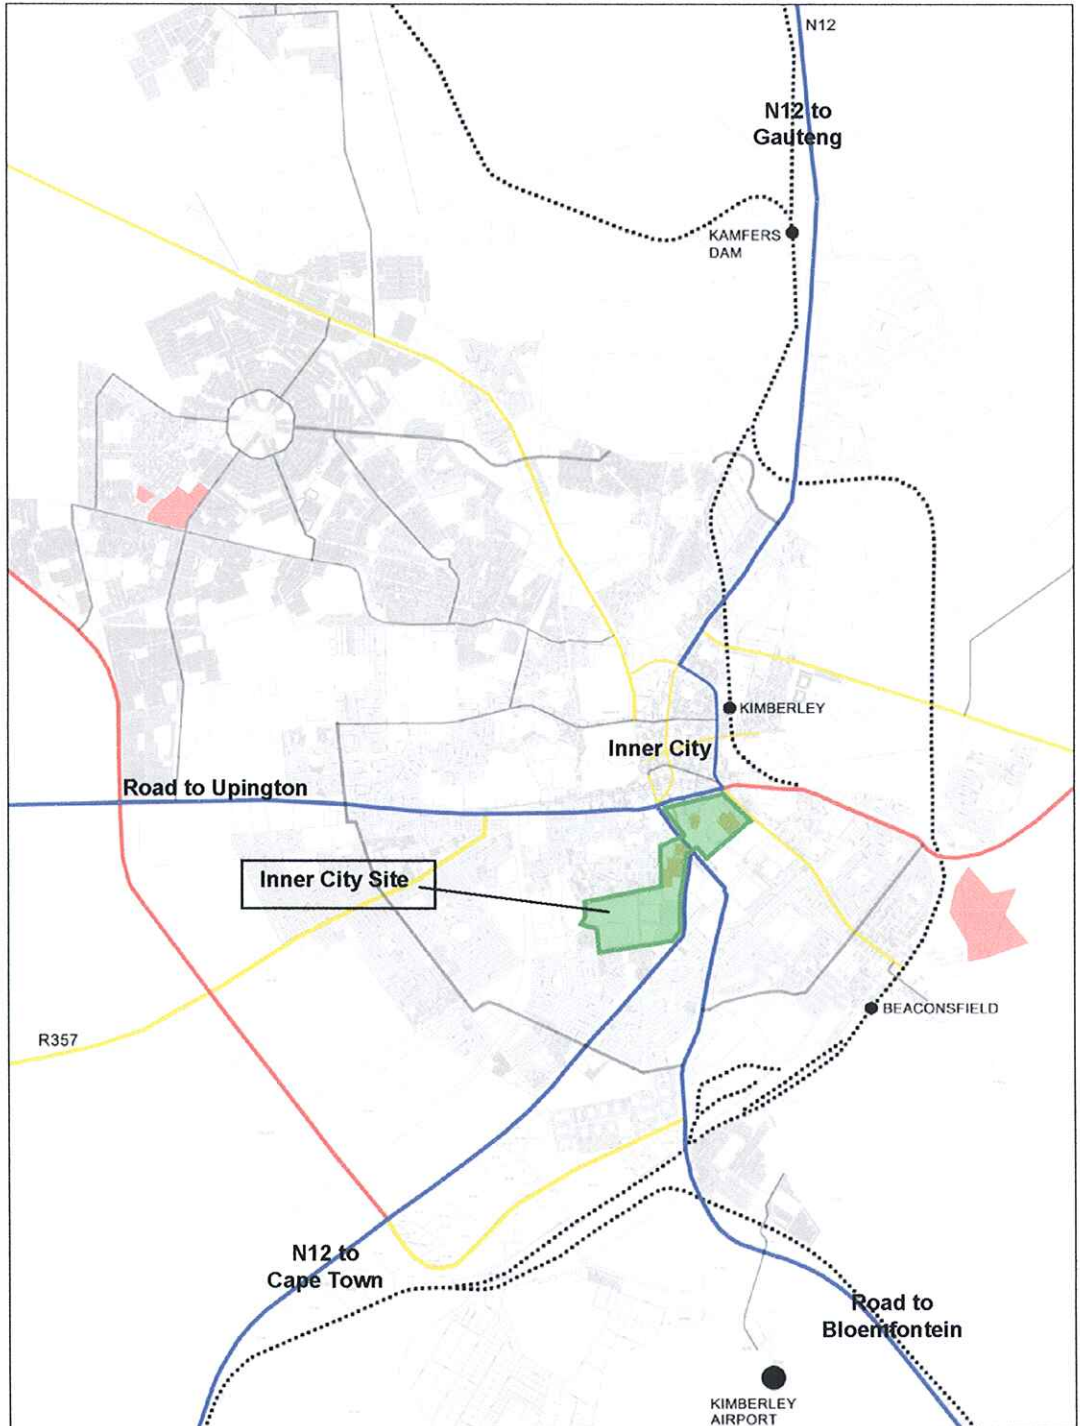 N12
N12 to
Gauteng
KAMFERS
DAM
KIMBERLEY
Inner City
Road to Upington
Inner City Site
BEACONSFIELD
R357
N12 to
Cape Town
Road to
Bloemfontein
KIMBERLEY
AIRPORT